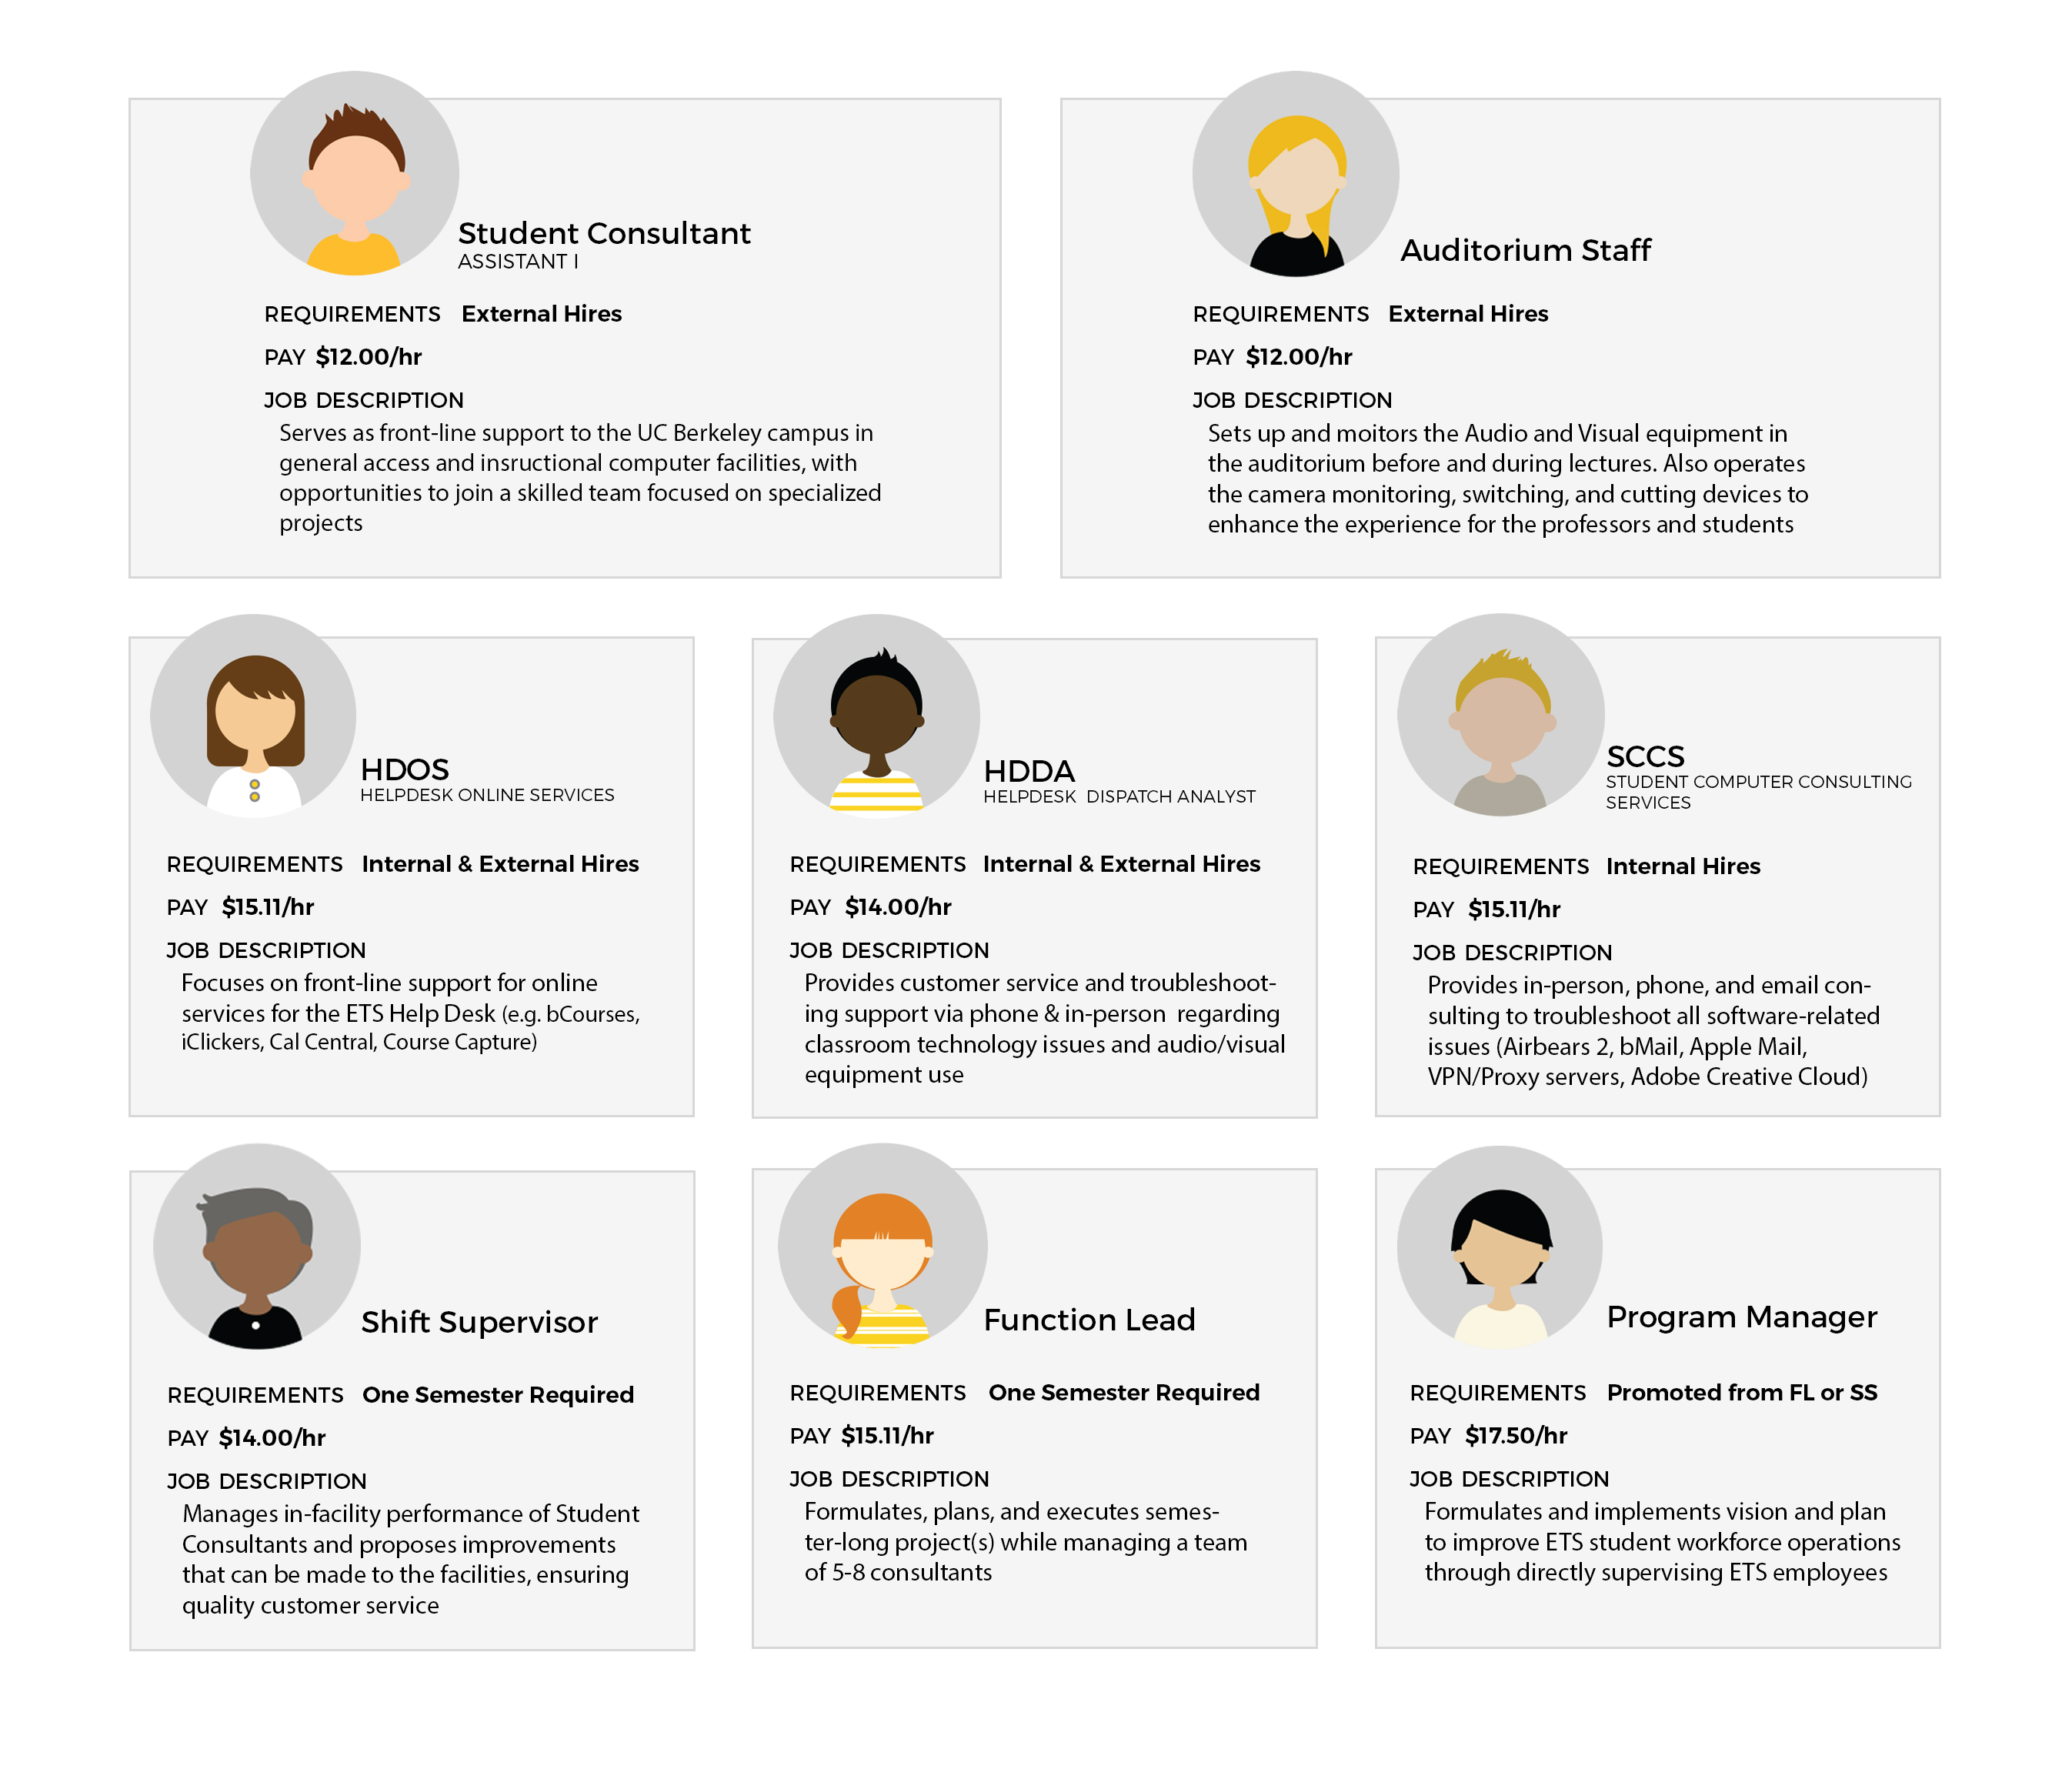 Student Consultant
ASSISTANT I
REQUIREMENTS External Hires
PAY $12.00/hr
JOB DESCRIPTION
Serves as front-line support to the UC Berkeley campus in
general access and insructional computer facilities, with
opportunities to join a skilled team focused on specialized
projects
Auditorium Staff
REQUIREMENTS External Hires
PAY $12.00/hr
JOB DESCRIPTION
Sets up and moitors the Audio and Visual equipment in
the auditorium before and during lectures. Also operates
the camera monitoring, switching, and cutting devices to
enhance the experience for the professors and students
HDOS
HELPDESK ONLINE SERVICES
REQUIREMENTS Internal & External Hires
PAY $15.11/hr
JOB DESCRIPTION
Focuses on front-line support for online
services for the ETS Help Desk (e.g. bCourses,
iClickers, Cal Central, Course Capture)
HDDA
HELPDESK DISPATCH ANALYST
REQUIREMENTS Internal & External Hires
PAY $14.00/hr
JOB DESCRIPTION
Provides customer service and troubleshoot-
ing support via phone & in-person regarding
classroom technology issues and audio/visual
equipment use
SCCS
STUDENT COMPUTER CONSULTING
SERVICES
REQUIREMENTS Internal Hires
PAY $15.11/hr
JOB DESCRIPTION
Provides in-person, phone, and email con-
sulting to troubleshoot all software-related
issues (Airbears 2, bMail, Apple Mail,
VPN/Proxy servers, Adobe Creative Cloud)
Shift Supervisor
REQUIREMENTS One Semester Required
PAY $14.00/hr
JOB DESCRIPTION
Manages in-facility performance of Student
Consultants and proposes improvements
that can be made to the facilities, ensuring
quality customer service
Function Lead
REQUIREMENTS One Semester Required
PAY $15.11/hr
JOB DESCRIPTION
Formulates, plans, and executes semes-
ter-long project(s) while managing a team
of 5-8 consultants
Program Manager
REQUIREMENTS Promoted from FL or SS
PAY $17.50/hr
JOB DESCRIPTION
Formulates and implements vision and plan
to improve ETS student workforce operations
through directly supervising ETS employees